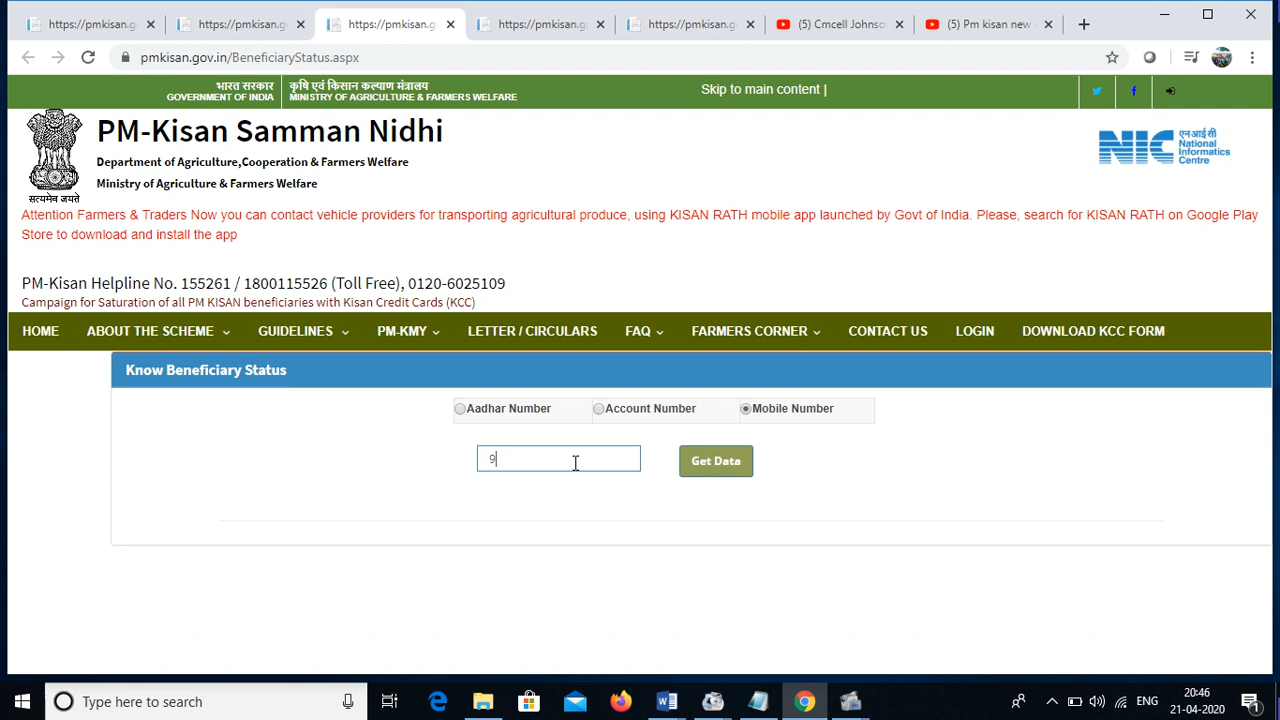 https://pmkisan.g
https://pmkisan.g
https://pmkisan.g
https://pmkisan.g
https://pmkisan.g
(5) Cmcell Johnso
(5) Pm kisan new
pmkisan.gov.in/BeneficiaryStatus.aspx
भारत सरकार
GOVERNMENT OF INDIA
कृषि एवं किसान कल्याण मंत्रालय
MINISTRY OF AGRICULTURE & FARMERS WELFARE
Skip to main content |
PM-Kisan Samman Nidhi
Department of Agriculture,Cooperation & Farmers Welfare
Ministry of Agriculture & Farmers Welfare
सत्यमेव जयते
NIC
एनआईसी
National
Informatics
Centre
Attention Farmers & Traders Now you can contact vehicle providers for transporting agricultural produce, using KISAN RATH mobile app launched by Govt of India. Please, search for KISAN RATH on Google Play
Store to download and install the app
PM-Kisan Helpline No. 155261 / 1800115526 (Toll Free), 0120-6025109
Campaign for Saturation of all PM KISAN beneficiaries with Kisan Credit Cards (KCC)
HOME ABOUT THE SCHEME GUIDELINES PM-KMY LETTER / CIRCULARS FAQ FARMERS CORNER CONTACT US LOGIN DOWNLOAD KCC FORM
Know Beneficiary Status
Aadhar Number Account Number Mobile Number
9
Get Data
Type here to search
ENG
20:46
21-04-2020
1